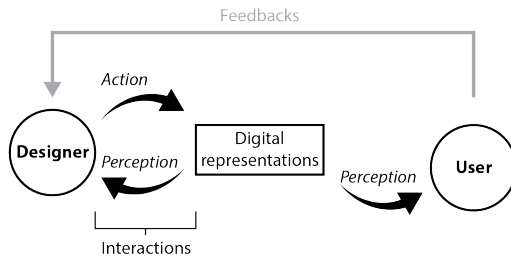 Feedbacks
Action
Designer
Digital
representations
Perception
Perception
User
Interactions